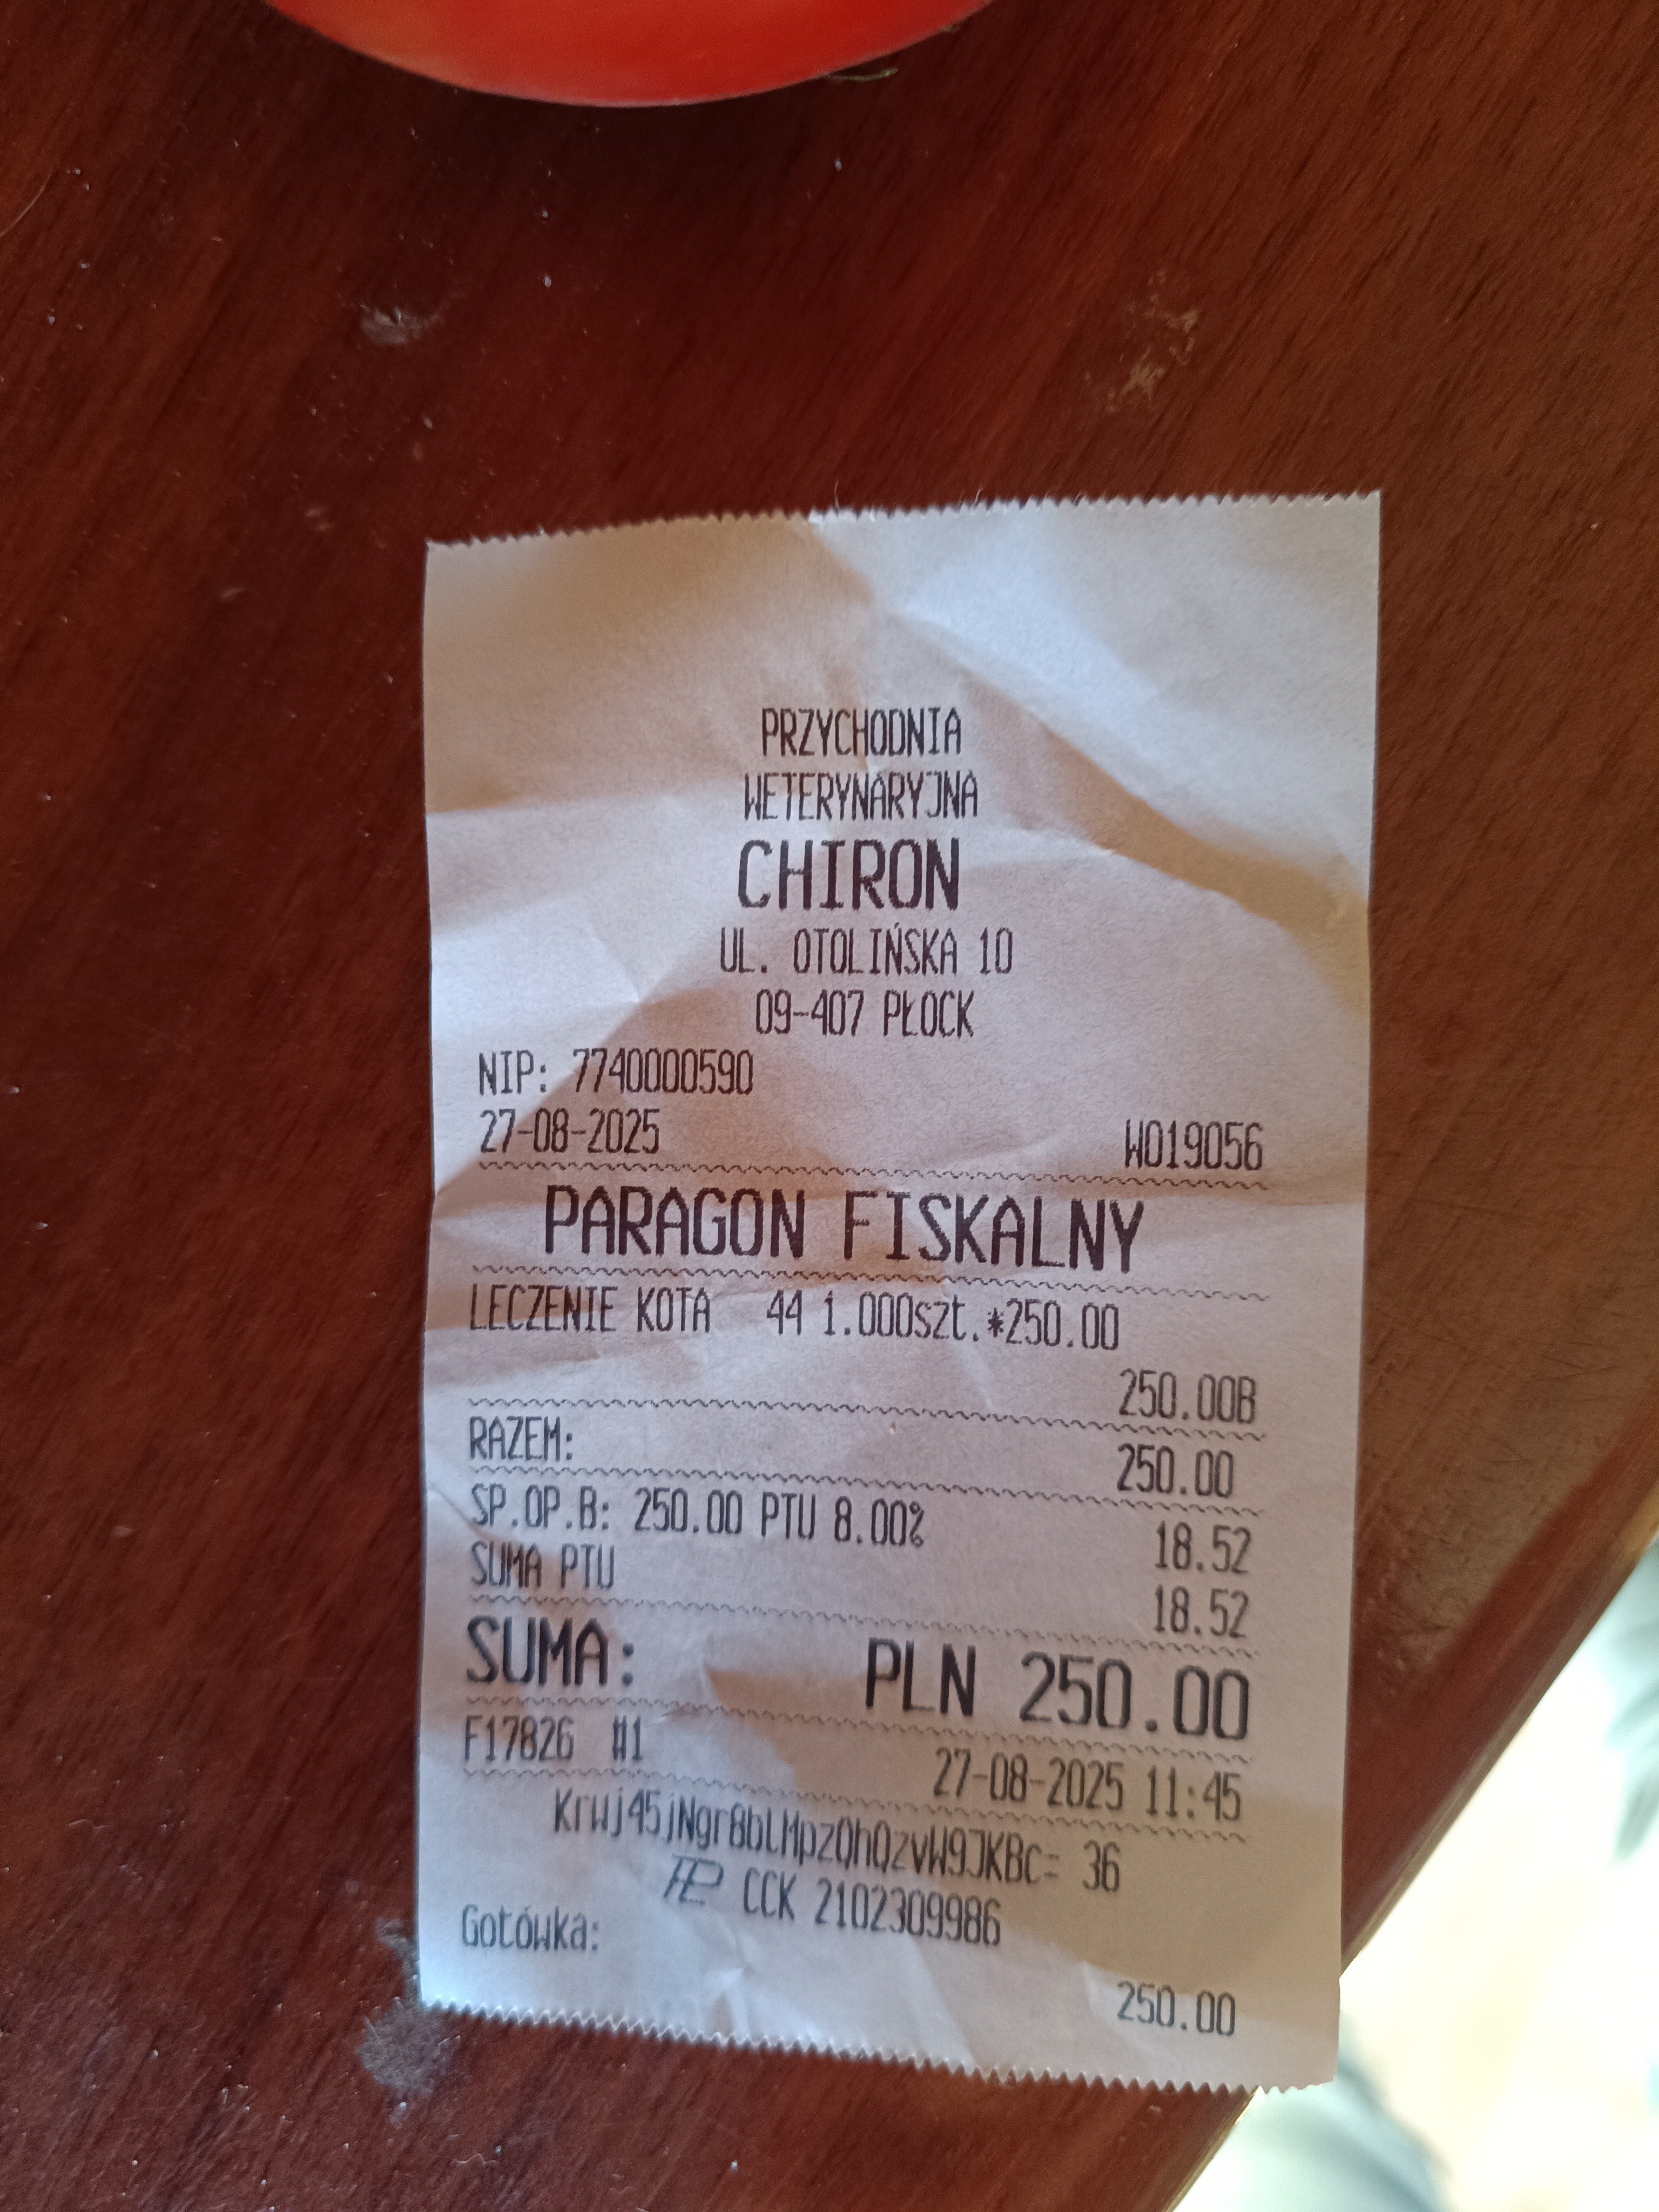 PRZYCHODNIA
WETERYNARYJNA
CHIRON
UL. OTOLIŃSKA 10
09-407 PŁOCK
NIP: 7740000590
27-08-2025 W019056
PARAGON FISKALNY
LECZENIE KOTA 44 1.000szt.*250.00
250.00B
RAZEM: 250.00
SP.OP.B: 250.00 PTU 8.00% 18.52
SUMA PTU 18.52
SUMA: PLN 250.00
F17826 #1 27-08-2025 11:45
KrWj45jNgr8blMpzQhQzvW9JKBc= 36
CCK 2102309986
Gotówka:
250.00